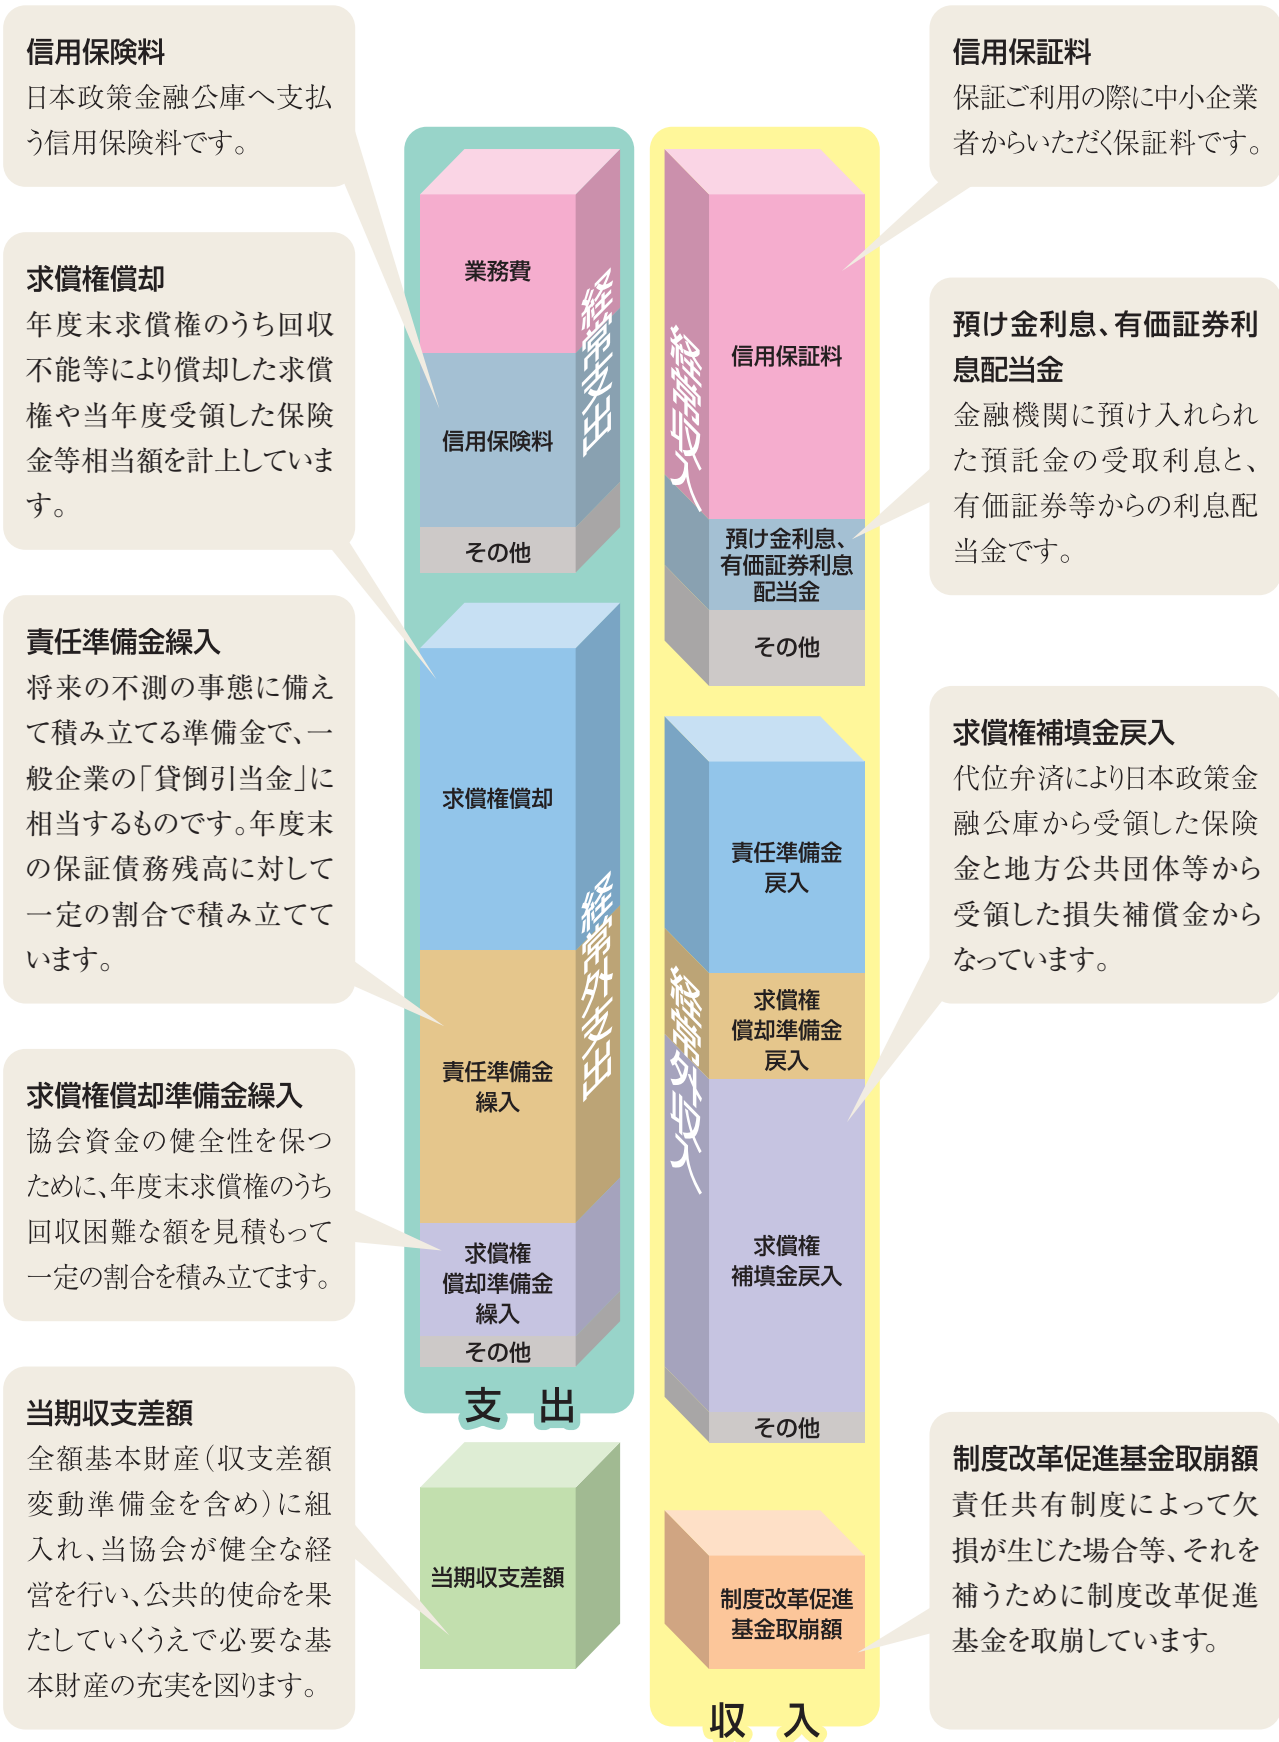 信用保険料
日本政策金融公庫へ支払
う信用保険料です。
求償権償却
年度末求償権のうち回収
不能等により償却した求償
権や当年度受領した保険
金等相当額を計上していま
す。
責任準備金繰入
将来の不測の事態に備え
て積み立てる準備金で、一
般企業の「貸倒引当金」に
相当するものです。年度末
の保証債務残高に対して
一定の割合で積み立てて
います。
求償権償却準備金繰入
協会資金の健全性を保つ
ために、年度末求償権のうち
回収困難な額を見積もって
一定の割合を積み立てます。
当期収支差額
全額基本財産(収支差額
変動準備金を含め)に組
入れ、当協会が健全な経
営を行い、公共的使命を果
たしていくうえで必要な基
本財産の充実を図ります。
業務費
信用保険料
その他
経常支出
求償権償却
責任準備金
繰入
求償権
償却準備金
繰入
その他
経常外支出
支出
当期収支差額
経常収入
信用保証料
預け金利息、
有価証券利息
配当金
その他
経常外収入
責任準備金
戻入
求償権
償却準備金
戻入
求償権
補填金戻入
その他
制度改革促進
基金取崩額
収入
信用保証料
保証ご利用の際に中小企業
者からいただく保証料です。
預け金利息、有価証券利
息配当金
金融機関に預け入れられ
た預託金の受取利息と、
有価証券等からの利息配
当金です。
求償権補填金戻入
代位弁済により日本政策金
融公庫から受領した保険
金と地方公共団体等から
受領した損失補償金から
なっています。
制度改革促進基金取崩額
責任共有制度によって欠
損が生じた場合等、それを
補うために制度改革促進
基金を取崩しています。